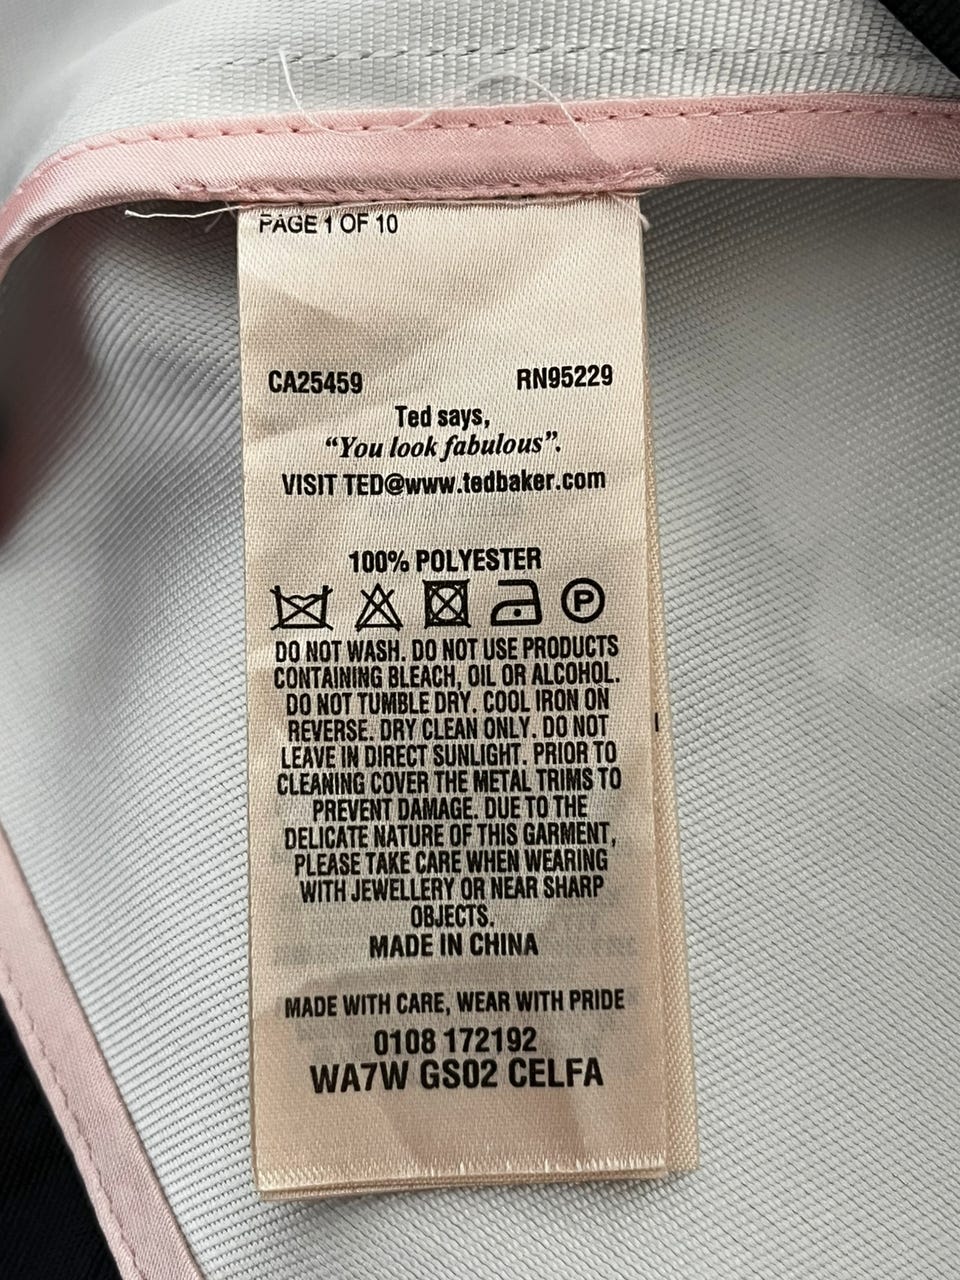 PAGE 1 OF 10
CA25459 RN95229
Ted says,
“You look fabulous”.
VISIT TED@www.tedbaker.com
100% POLYESTER
P
DO NOT WASH. DO NOT USE PRODUCTS
CONTAINING BLEACH, OIL OR ALCOHOL.
DO NOT TUMBLE DRY. COOL IRON ON
REVERSE. DRY CLEAN ONLY. DO NOT
LEAVE IN DIRECT SUNLIGHT. PRIOR TO
CLEANING COVER THE METAL TRIMS TO
PREVENT DAMAGE. DUE TO THE
DELICATE NATURE OF THIS GARMENT,
PLEASE TAKE CARE WHEN WEARING
WITH JEWELLERY OR NEAR SHARP
OBJECTS.
MADE IN CHINA
MADE WITH CARE, WEAR WITH PRIDE
0108 172192
WA7W GS02 CELFA